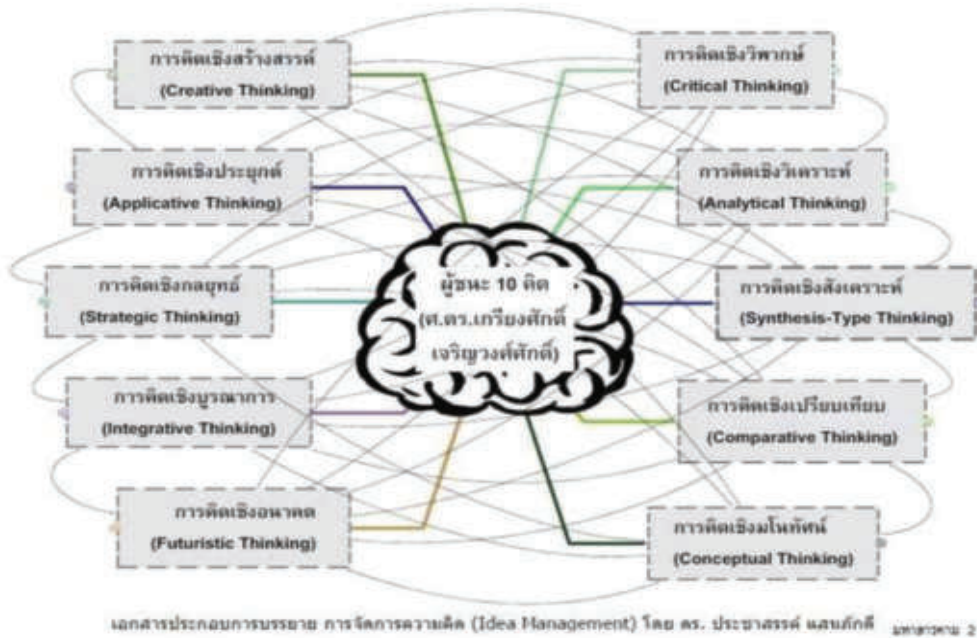 การคิดเชิงสร้างสรรค์
(Creative Thinking)
การคิดเชิงวิพากษ์
(Critical Thinking)
การคิดเชิงประยุกต์
(Applicative Thinking)
การคิดเชิงวิเคราะห์
(Analytical Thinking)
การคิดเชิงกลยุทธ์
(Strategic Thinking)
ผู้ชนะ 10 คิด
(ศ.ดร.เกรียงศักดิ์
เจริญวงศ์ศักดิ์)
การคิดเชิงสังเคราะห์
(Synthesis-Type Thinking)
การคิดเชิงบูรณาการ
(Integrative Thinking)
การคิดเชิงเปรียบเทียบ
(Comparative Thinking)
การคิดเชิงอนาคต
(Futuristic Thinking)
การคิดเชิงมโนทัศน์
(Conceptual Thinking)
เอกสารประกอบการบรรยาย การจัดการความคิด (Idea Management) โดย ดร. ประชาสรรค์ แสนภักดี